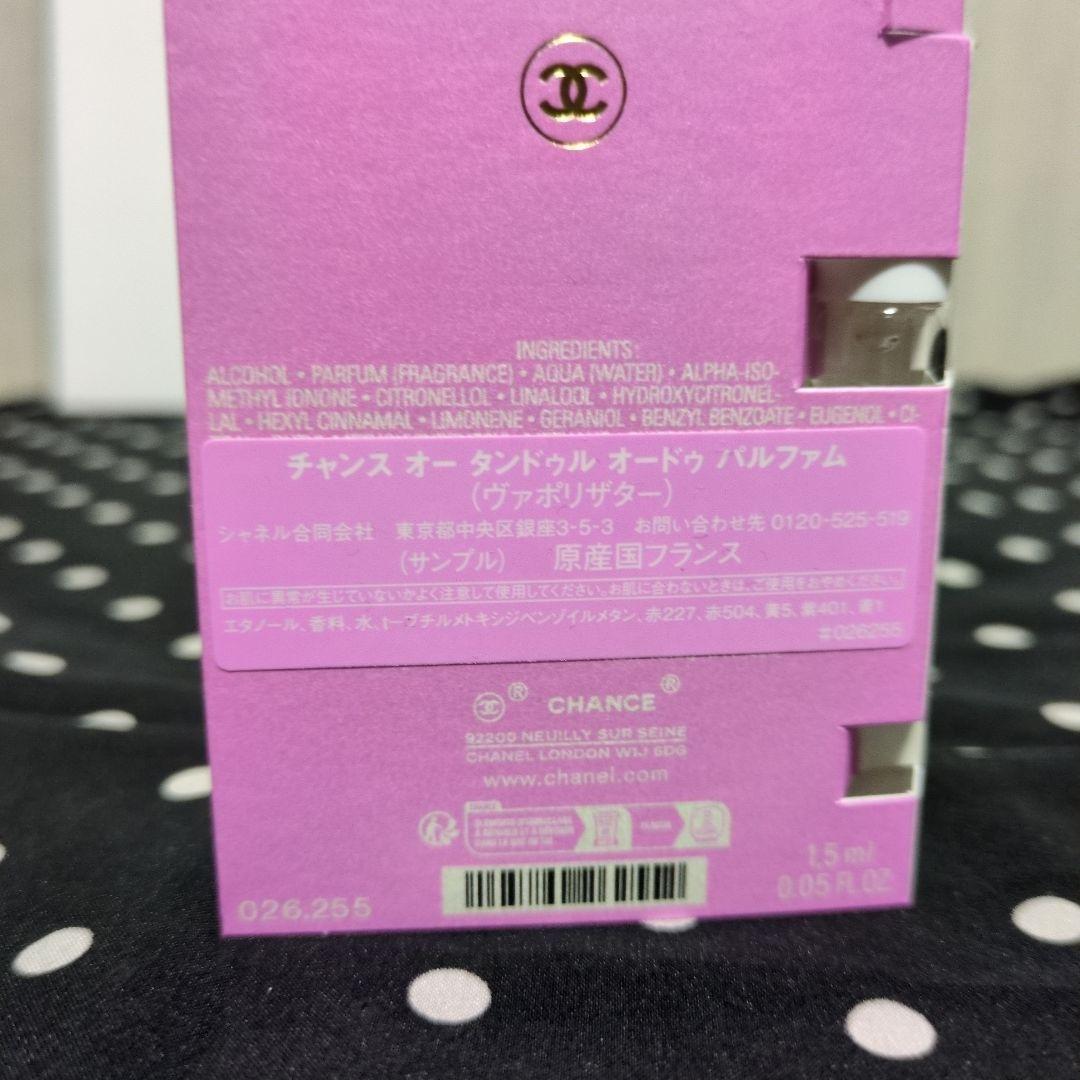 INGREDIENTS:
ALCOHOL • PARFUM (FRAGRANCE) • AQUA (WATER) • ALPHA-ISO-
METHYL IONONE • CITRONELLOL • LINALOOL • HYDROXYCITRONEL-
LAL • HEXYL CINNAMAL • LIMONENE • GERANIOL • BENZYL BENZOATE • EUGENOL • CI-
チャンス オー タンドゥル オードゥ パルファム
(ヴァポリザター)
シャネル合同会社 東京都中央区銀座3-5-3 お問い合わせ先 0120-525-519
(サンプル) 原産国フランス
お肌に異常が生じていないかよく注意して使用してください。お肌に合わないときは、ご使用をおやめください。
エタノール、香料、水、t-ブチルメトキシジベンゾイルメタン、赤227、赤504、黄5、紫401、青1
#026255
® CHANCE ®
92200 NEUILLY SUR SEINE
CHANEL LONDON W1J 6DG
www.chanel.com
1,5 ml
0.05 FL.OZ.
026.255